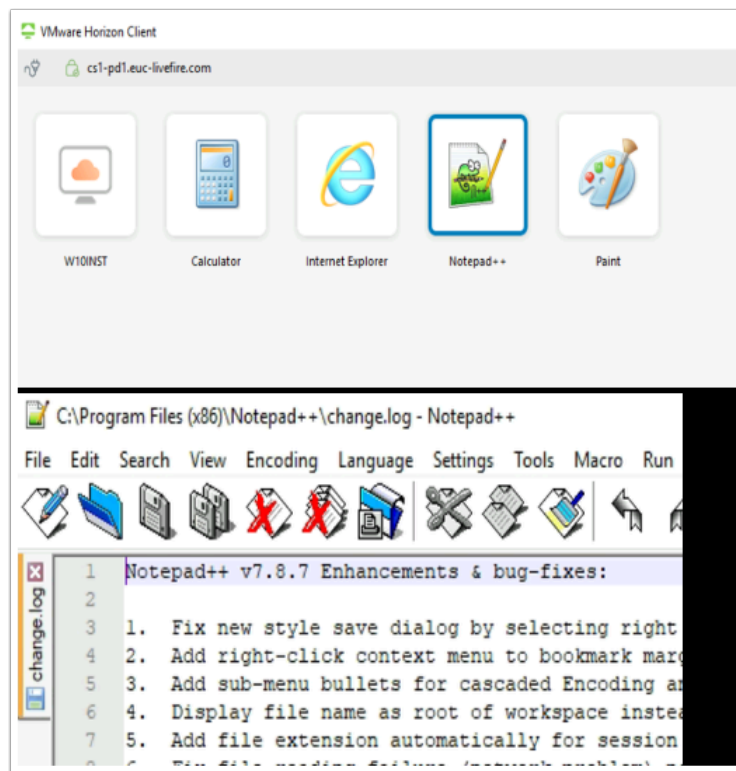 VMware Horizon Client
cs1-pd1.euc-livefire.com
W10INST Calculator Internet Explorer Notepad++ Paint
C:\Program Files (x86)\Notepad++\change.log - Notepad++
File Edit Search View Encoding Language Settings Tools Macro Run
change.log
1 Notepad++ v7.8.7 Enhancements & bug-fixes:
2
3 1. Fix new style save dialog by selecting right
4 2. Add right-click context menu to bookmark marg
5 3. Add sub-menu bullets for cascaded Encoding an
6 4. Display file name as root of workspace instea
7 5. Add file extension automatically for session